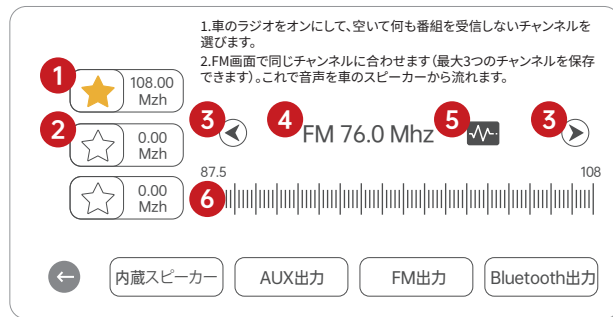 1.車のラジオをオンにして、空いて何も番組を受信しないチャンネルを
選びます。
2.FM画面で同じチャンネルに合わせます（最大3つのチャンネルを保存
できます）。これで音声を車のスピーカーから流れます。
1
108.00
Mzh
2
0.00
Mzh
0.00
Mzh
3
4
FM 76.0 Mhz
5
3
87.5
108
6
内蔵スピーカー
AUX出力
FM出力
Bluetooth出力